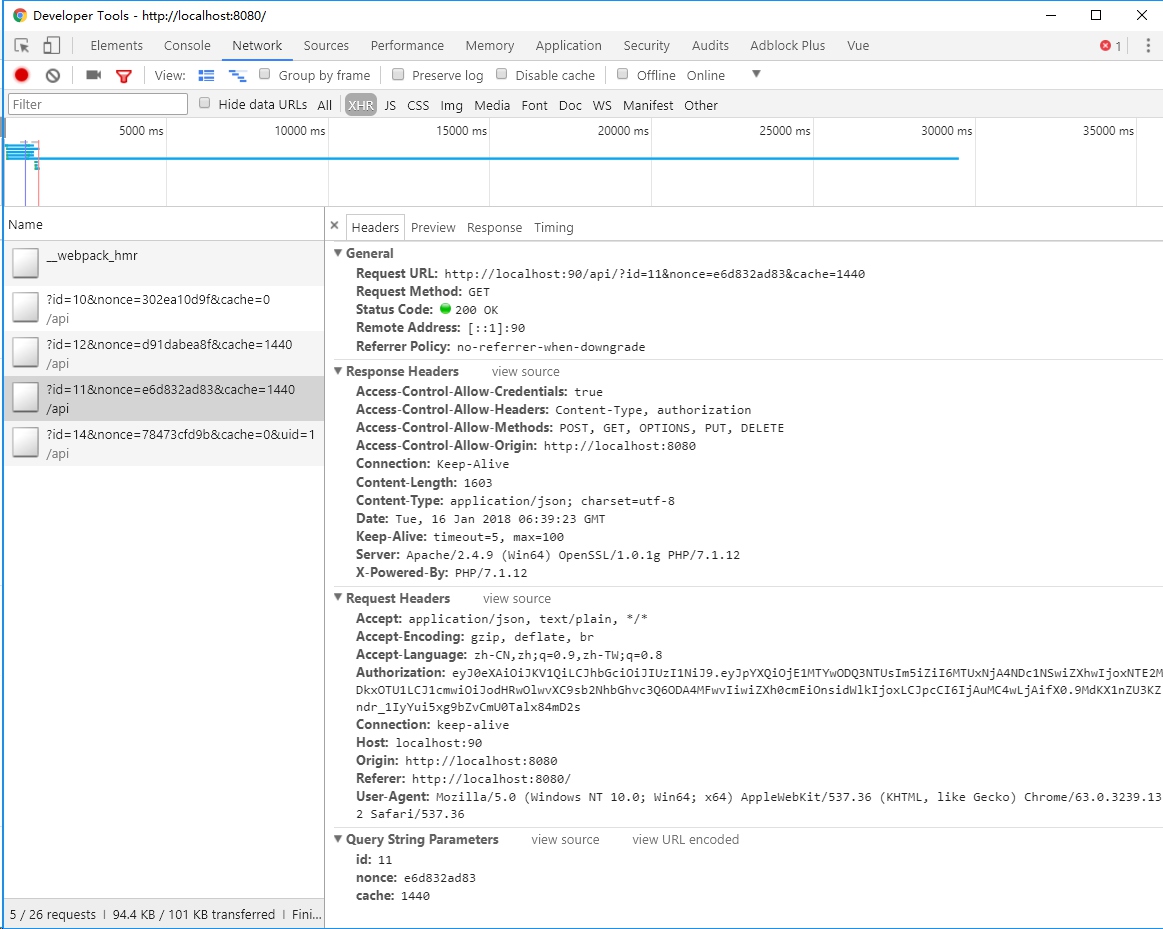 Developer Tools - http://localhost:8080/
Elements Console Network Sources Performance Memory Application Security Audits Adblock Plus Vue 1
View: Group by frame Preserve log Disable cache Offline Online
Filter Hide data URLs All XHR JS CSS Img Media Font Doc WS Manifest Other
5000 ms 10000 ms 15000 ms 20000 ms 25000 ms 30000 ms 35000 ms
Name
__webpack_hmr
?id=10&nonce=302ea10d9f&cache=0
/api
?id=12&nonce=d91dabea8f&cache=1440
/api
?id=11&nonce=e6d832ad83&cache=1440
/api
?id=14&nonce=78473cfd9b&cache=0&uid=1
/api
5 / 26 requests | 94.4 KB / 101 KB transferred | Fini...
× Headers Preview Response Timing
General
Request URL: http://localhost:90/api/?id=11&nonce=e6d832ad83&cache=1440
Request Method: GET
Status Code: 200 OK
Remote Address: [::1]:90
Referrer Policy: no-referrer-when-downgrade
Response Headers view source
Access-Control-Allow-Credentials: true
Access-Control-Allow-Headers: Content-Type, authorization
Access-Control-Allow-Methods: POST, GET, OPTIONS, PUT, DELETE
Access-Control-Allow-Origin: http://localhost:8080
Connection: Keep-Alive
Content-Length: 1603
Content-Type: application/json; charset=utf-8
Date: Tue, 16 Jan 2018 06:39:23 GMT
Keep-Alive: timeout=5, max=100
Server: Apache/2.4.9 (Win64) OpenSSL/1.0.1g PHP/7.1.12
X-Powered-By: PHP/7.1.12
Request Headers view source
Accept: application/json, text/plain, */*
Accept-Encoding: gzip, deflate, br
Accept-Language: zh-CN,zh;q=0.9,zh-TW;q=0.8
Authorization: eyJ0eXAiOiJKV1QiLCJhbGciOiJIUzI1NiJ9.eyJpYXQiOjE1MTYwODQ3NTUsIm5iZiI6MTUxNjA4NDc1NSwiZXhwIjoxNTE2M
DkxOTU1LCJ1cmwiOiJodHRwOlwvXC9sb2NhbGhvc3Q6ODA4MFwvIiwiZXh0cmEiOnsidWlkIjoxLCJpcCI6IjAuMC4wLjAifX0.9MdKX1nZU3KZ
ndr_1IyYui5xg9bZvCmU0Talx84mD2s
Connection: keep-alive
Host: localhost:90
Origin: http://localhost:8080
Referer: http://localhost:8080/
User-Agent: Mozilla/5.0 (Windows NT 10.0; Win64; x64) AppleWebKit/537.36 (KHTML, like Gecko) Chrome/63.0.3239.13
2 Safari/537.36
Query String Parameters view source view URL encoded
id: 11
nonce: e6d832ad83
cache: 1440